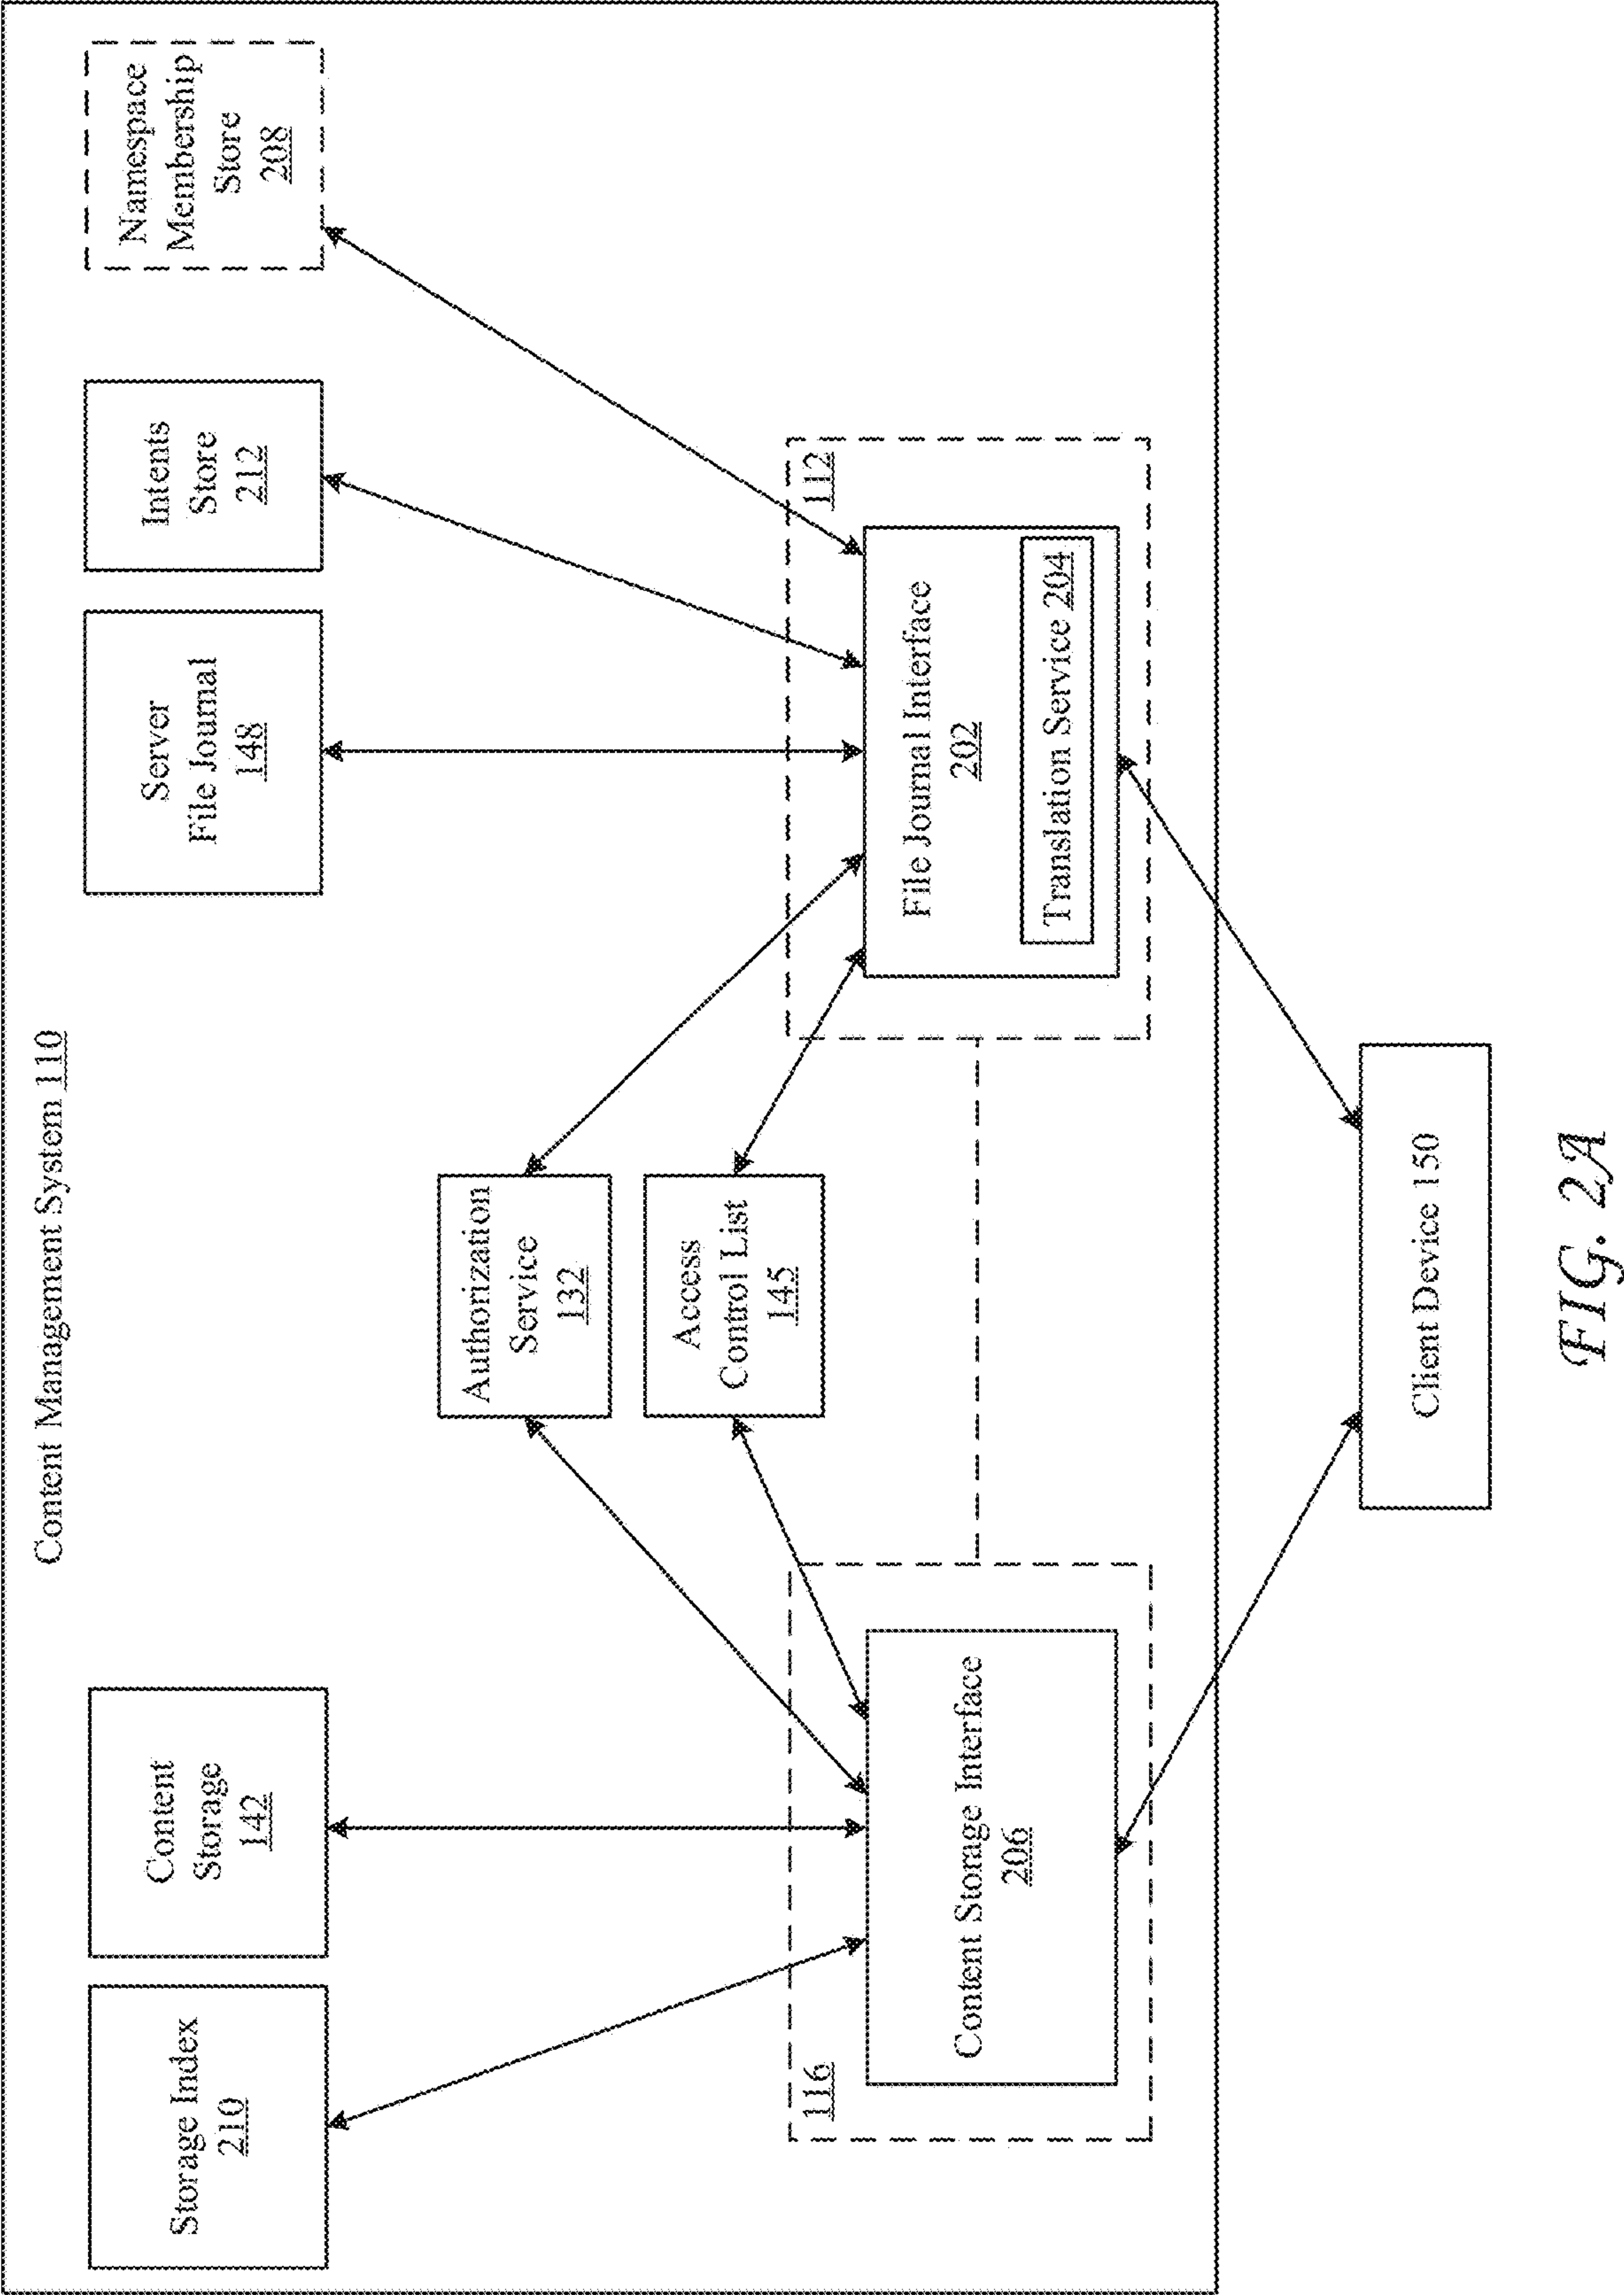 Content Management System 110
Storage Index
210
Content
Storage
142
Server
File Journal
148
Intents
Store
212
Namespace
Membership
Store
208
Authorization
Service
132
Access
Control List
145
116
Content Storage Interface
206
112
File Journal Interface
202
Translation Service 204
Client Device 150
FIG. 2A